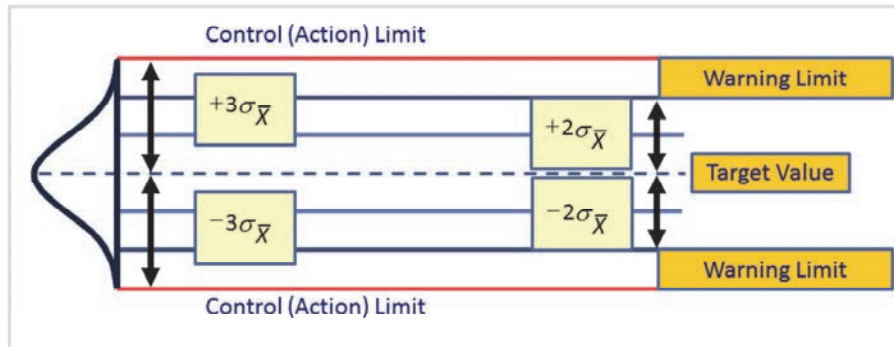 Control (Action) Limit
Warning Limit
+3σX̅
+2σX̅
Target Value
−3σX̅
−2σX̅
Warning Limit
Control (Action) Limit